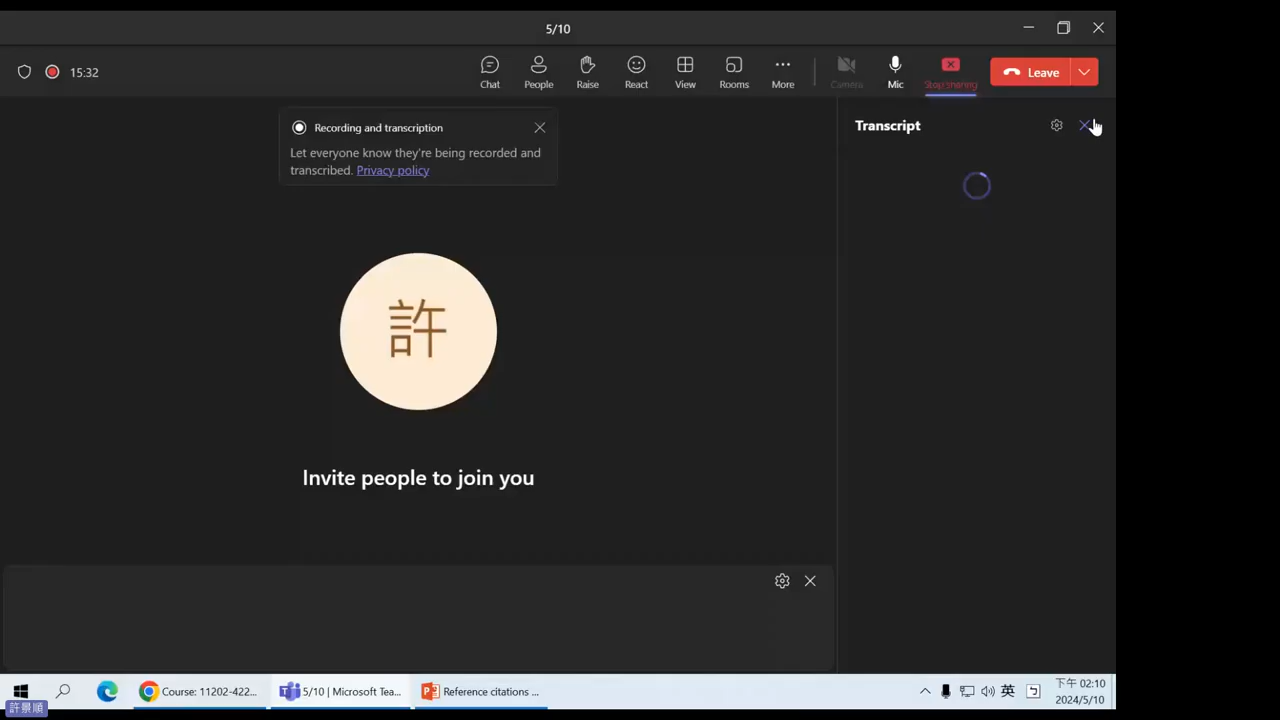 5/10
15:32
Chat
People
Raise
React
View
Rooms
More
Camera
Mic
Stop sharing
Leave
Recording and transcription
Let everyone know they're being recorded and
transcribed. Privacy policy
Transcript
許
Invite people to join you
Course: 11202-422...
5/10 | Microsoft Tea...
Reference citations ...
英
ㄅ
下午 02:10
2024/5/10
許景順